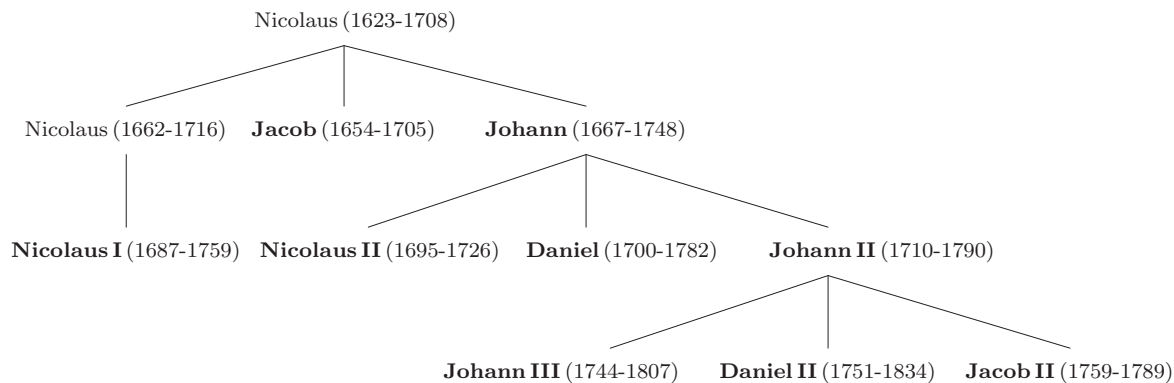 Nicolaus (1623-1708)
Nicolaus (1662-1716) Jacob (1654-1705) Johann (1667-1748)
Nicolaus I (1687-1759) Nicolaus II (1695-1726) Daniel (1700-1782) Johann II (1710-1790)
Johann III (1744-1807) Daniel II (1751-1834) Jacob II (1759-1789)